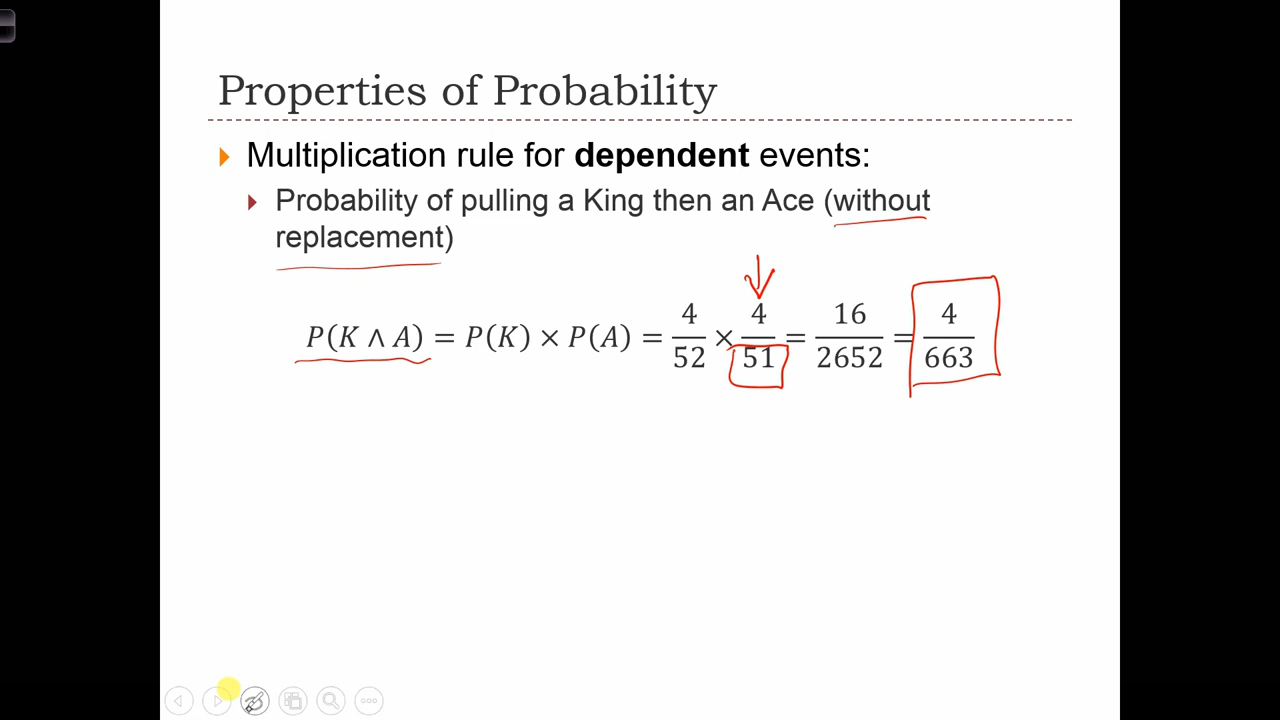 Properties of Probability
Multiplication rule for dependent events:
Probability of pulling a King then an Ace (without
replacement)
P(K ∧ A) = P(K) × P(A) = 4/52 × 4/51 = 16/2652 = 4/663